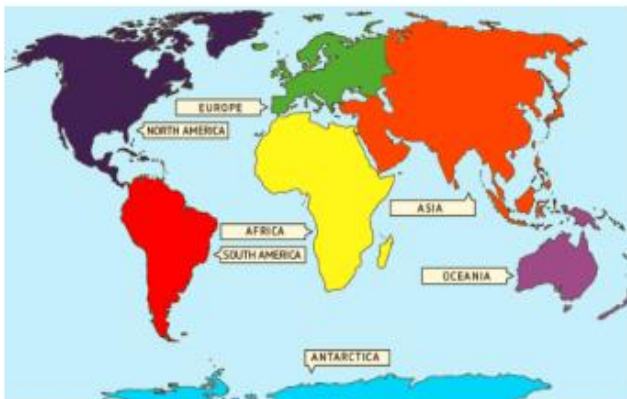 EUROPE
NORTH AMERICA
ASIA
AFRICA
SOUTH AMERICA
OCEANIA
ANTARCTICA